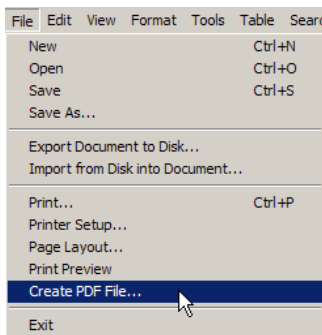 File Edit View Format Tools Table Sear
New Ctrl+N
Open Ctrl+O
Save Ctrl+S
Save As...
Export Document to Disk...
Import from Disk into Document...
Print... Ctrl+P
Printer Setup...
Page Layout...
Print Preview
Create PDF File...
Exit